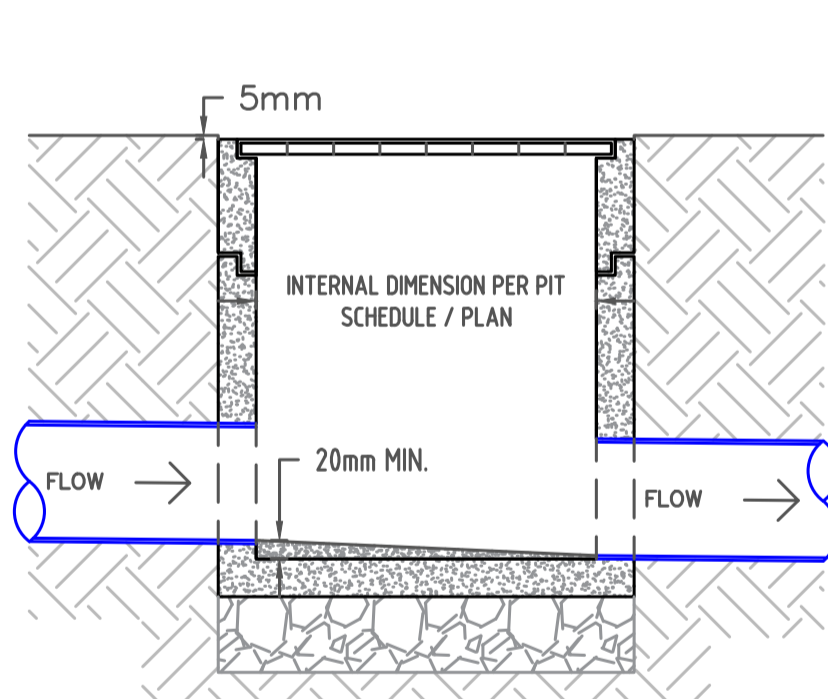 5mm
INTERNAL DIMENSION PER PIT
SCHEDULE / PLAN
20mm MIN.
FLOW
FLOW